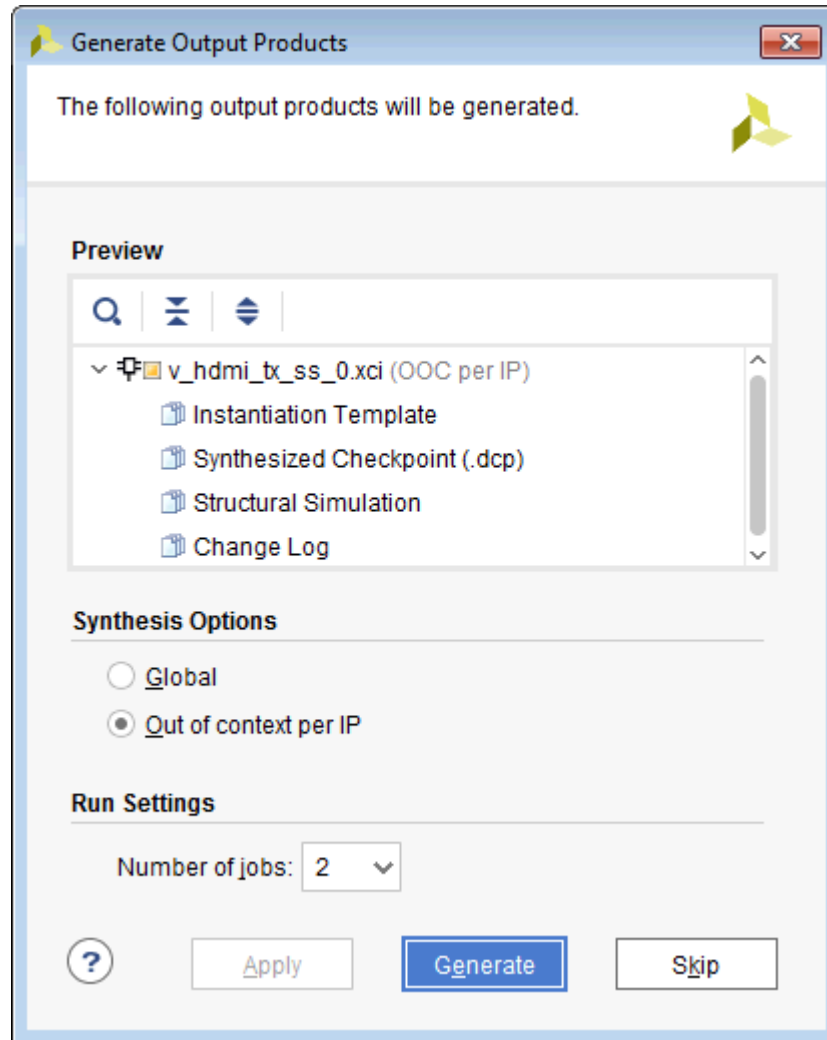 Generate Output Products
The following output products will be generated.
Preview
v_hdmi_tx_ss_0.xci (OOC per IP)
Instantiation Template
Synthesized Checkpoint (.dcp)
Structural Simulation
Change Log
Synthesis Options
Global
Out of context per IP
Run Settings
Number of jobs: 2
? Apply Generate Skip